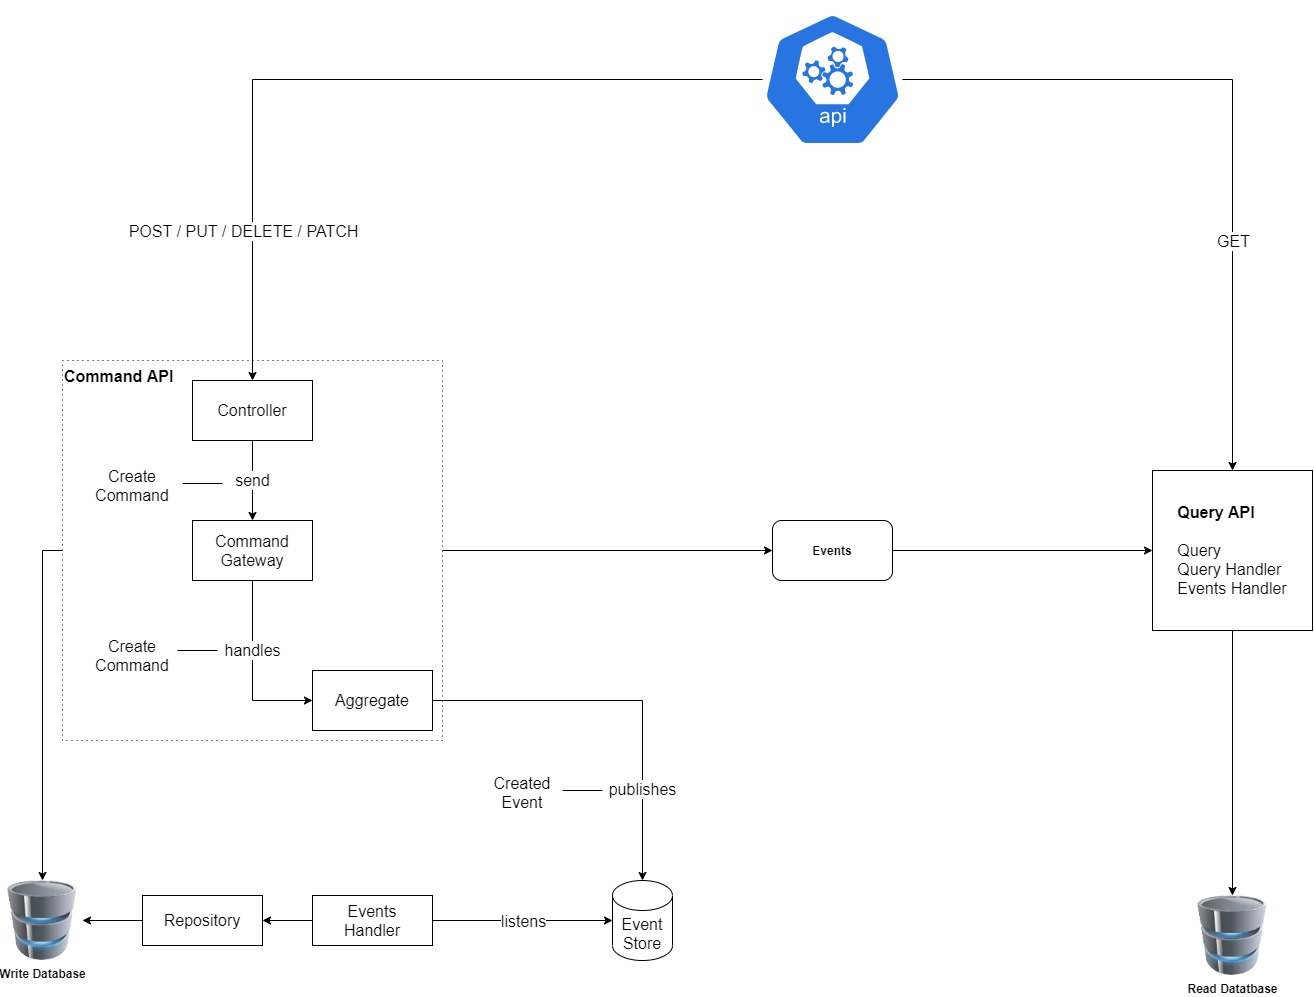 api
POST / PUT / DELETE / PATCH
GET
Command API
Controller
Create
Command
send
Command
Gateway
Create
Command
handles
Aggregate
Events
Query API
Query
Query Handler
Events Handler
Created
Event
publishes
Repository
Events
Handler
listens
Event
Store
Write Database
Read Datatbase